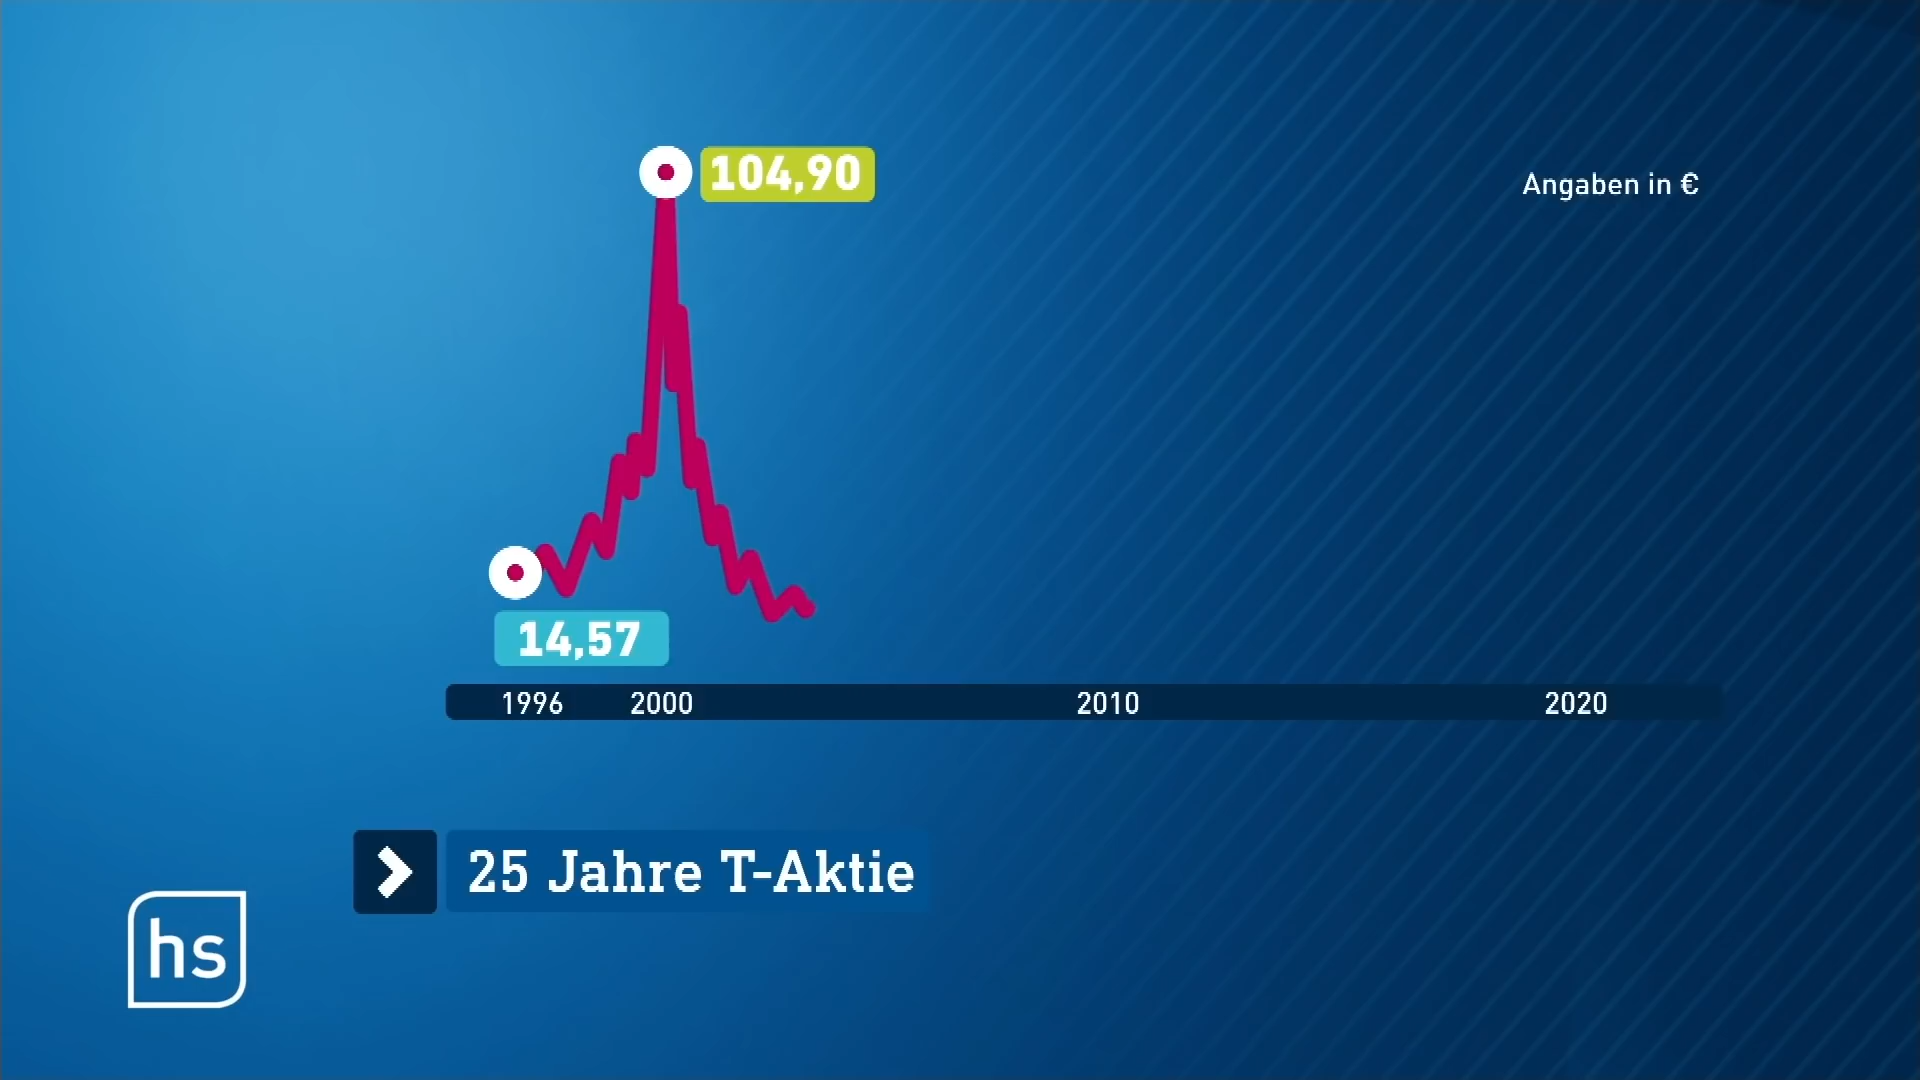 104,90
Angaben in €
14,57
1996 2000 2010 2020
25 Jahre T-Aktie
hs